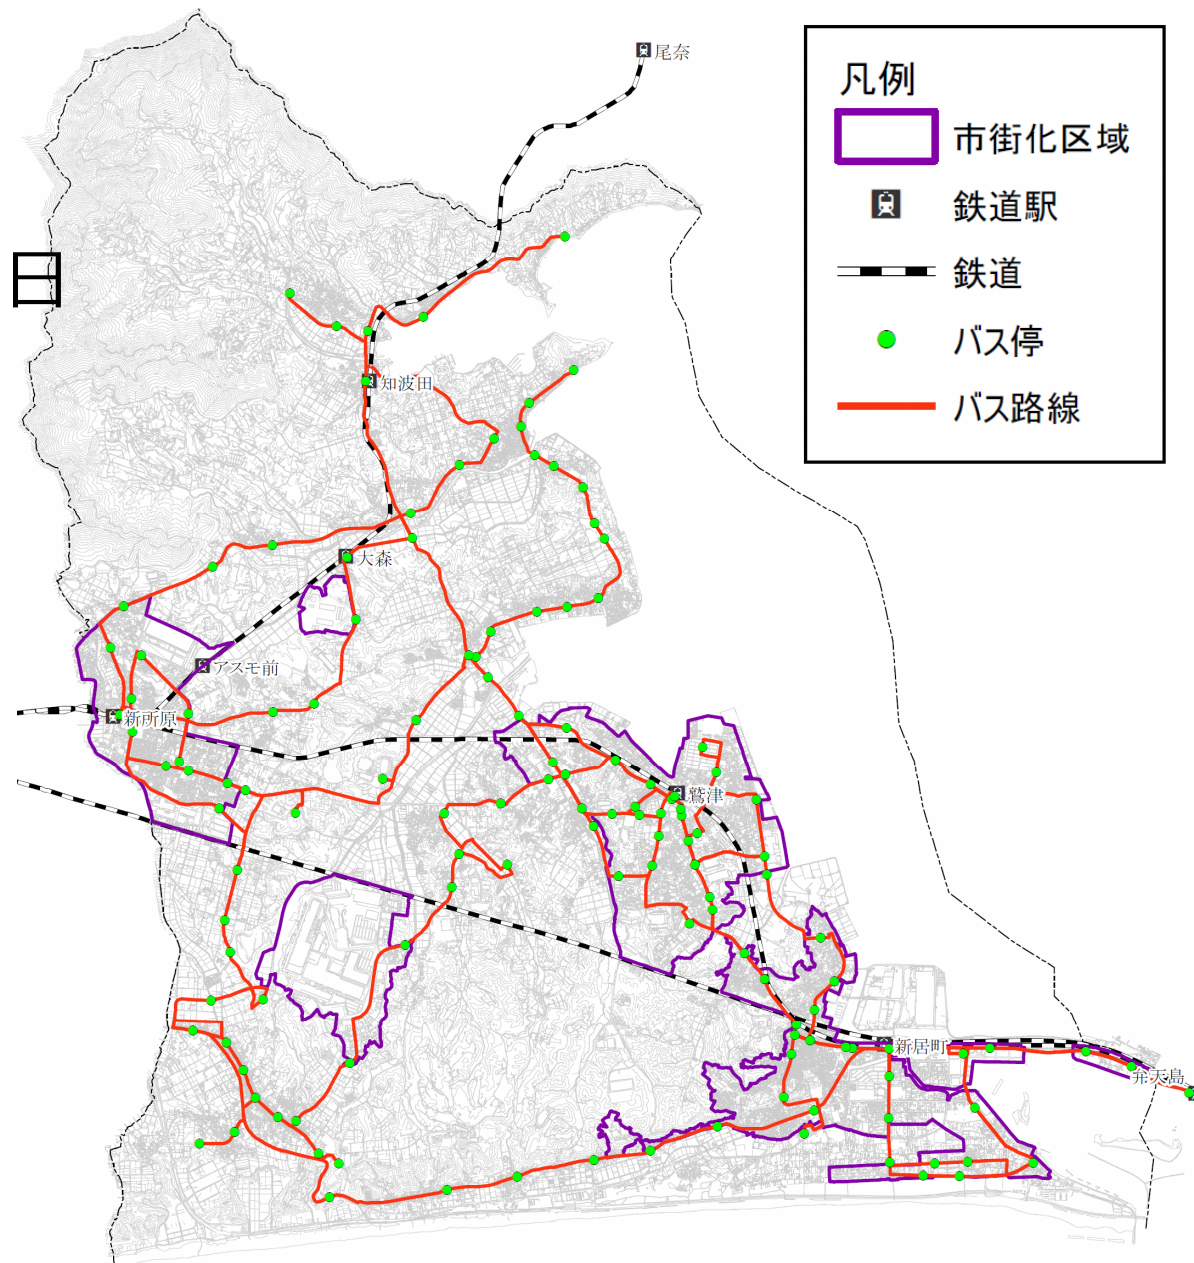 尾奈
凡例
市街化区域
鉄道駅
鉄道
バス停
バス路線
日
知波田
大森
アスモ前
新所原
鷲津
新居町
弁天島